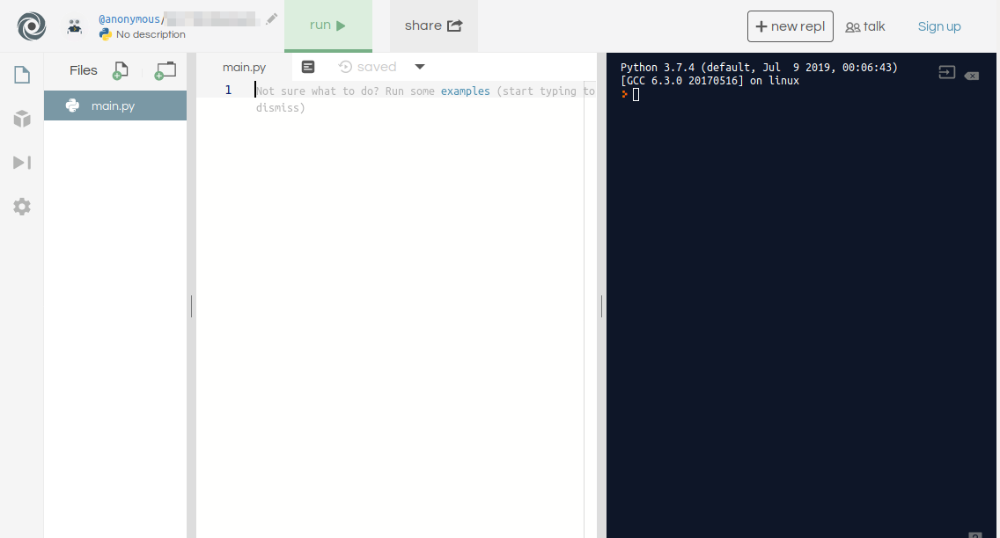 @anonymous/
No description
run
share
+ new repl
talk
Sign up
Files
main.py
main.py
saved
1
Not sure what to do? Run some examples (start typing to
dismiss)
Python 3.7.4 (default, Jul  9 2019, 00:06:43)
[GCC 6.3.0 20170516] on linux